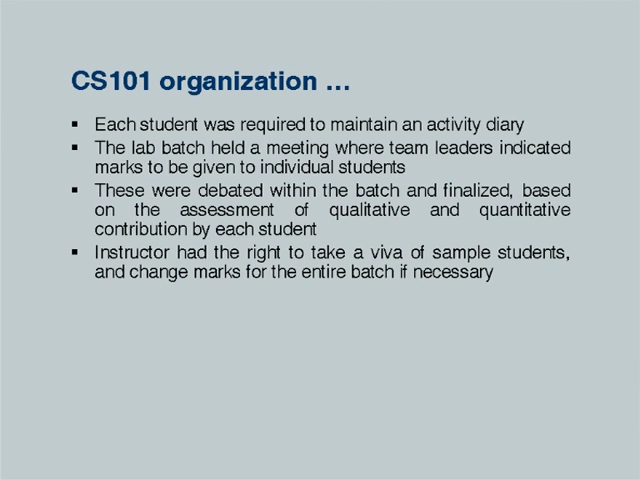 CS101 organization …
▪ Each student was required to maintain an activity diary
▪ The lab batch held a meeting where team leaders indicated
marks to be given to individual students
▪ These were debated within the batch and finalized, based
on the assessment of qualitative and quantitative
contribution by each student
▪ Instructor had the right to take a viva of sample students,
and change marks for the entire batch if necessary